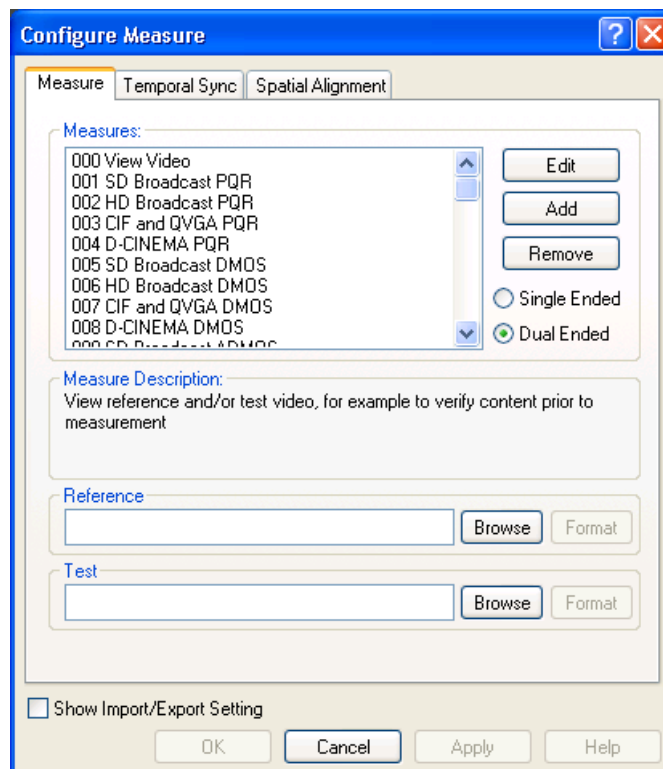 Configure Measure
Measure Temporal Sync Spatial Alignment
Measures:
000 View Video
001 SD Broadcast PQR
002 HD Broadcast PQR
003 CIF and QVGA PQR
004 D-CINEMA PQR
005 SD Broadcast DMOS
006 HD Broadcast DMOS
007 CIF and QVGA DMOS
008 D-CINEMA DMOS
Edit
Add
Remove
Single Ended
Dual Ended
Measure Description:
View reference and/or test video, for example to verify content prior to
measurement
Reference
Browse Format
Test
Browse Format
Show Import/Export Setting
OK Cancel Apply Help